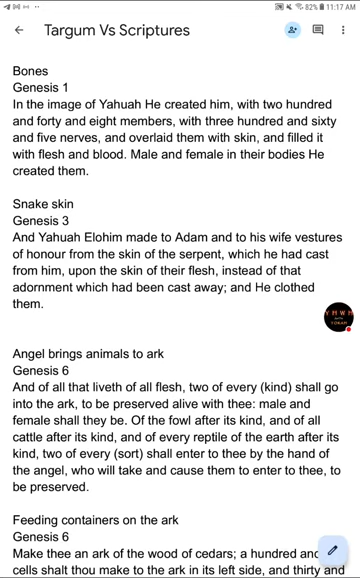 82% 11:17 AM
Targum Vs Scriptures
Bones
Genesis 1
In the image of Yahuah He created him, with two hundred
and forty and eight members, with three hundred and sixty
and five nerves, and overlaid them with skin, and filled it
with flesh and blood. Male and female in their bodies He
created them.
Snake skin
Genesis 3
And Yahuah Elohim made to Adam and to his wife vestures
of honour from the skin of the serpent, which he had cast
from him, upon the skin of their flesh, instead of that
adornment which had been cast away; and He clothed
them.
Y M W M
Angel brings animals to ark
Genesis 6
And of all that liveth of all flesh, two of every (kind) shall go
into the ark, to be preserved alive with thee: male and
female shall they be. Of the fowl after its kind, and of all
cattle after its kind, and of every reptile of the earth after its
kind, two of every (sort) shall enter to thee by the hand of
the angel, who will take and cause them to enter to thee, to
be preserved.
Feeding containers on the ark
Genesis 6
Make thee an ark of the wood of cedars; a hundred and
cells shalt thou make to the ark in its left side, and thirty and